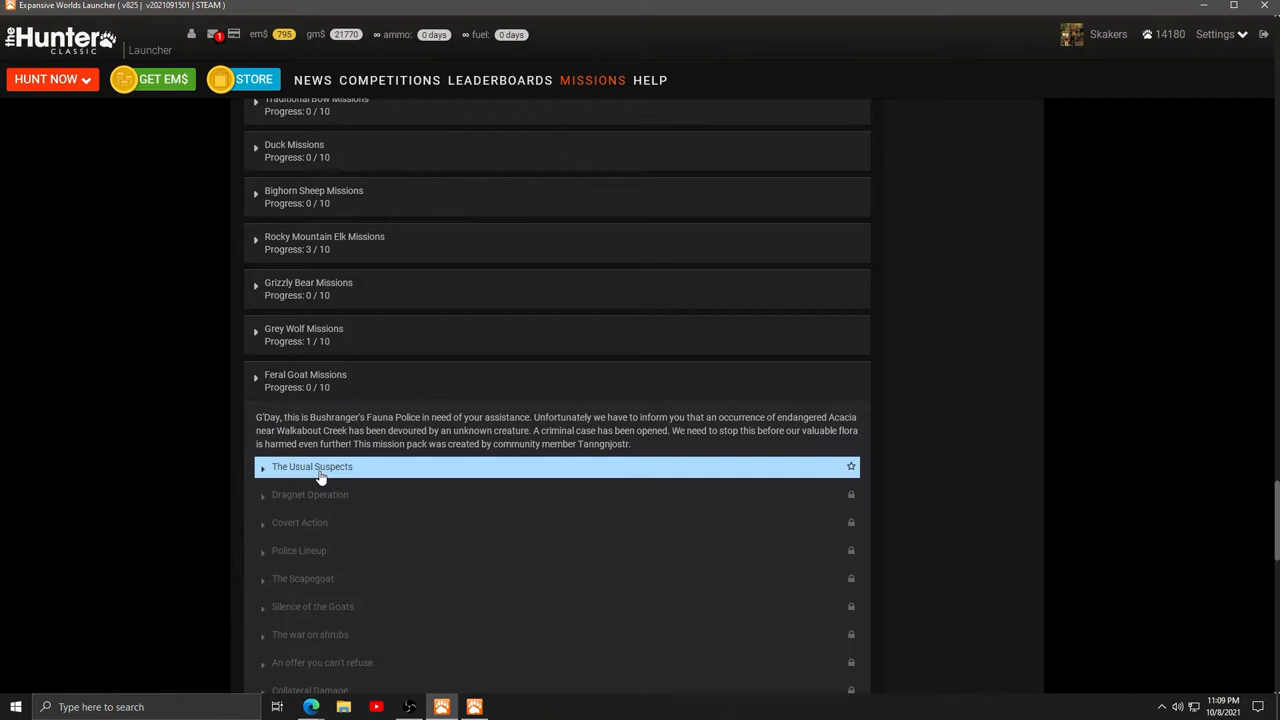 Expansive Worlds Launcher ( v825 | v2021091501 | STEAM )
theHunter CLASSIC | Launcher
1 em$ 795 gm$ 21770 ∞ ammo: 0 days ∞ fuel: 0 days
Skakers 14180 Settings
HUNT NOW GET EM$ STORE NEWS COMPETITIONS LEADERBOARDS MISSIONS HELP
Traditional Bow Missions
Progress: 0 / 10
Duck Missions
Progress: 0 / 10
Bighorn Sheep Missions
Progress: 0 / 10
Rocky Mountain Elk Missions
Progress: 3 / 10
Grizzly Bear Missions
Progress: 0 / 10
Grey Wolf Missions
Progress: 1 / 10
Feral Goat Missions
Progress: 0 / 10
G'Day, this is Bushranger's Fauna Police in need of your assistance. Unfortunately we have to inform you that an occurrence of endangered Acacia
near Walkabout Creek has been devoured by an unknown creature. A criminal case has been opened. We need to stop this before our valuable flora
is harmed even further! This mission pack was created by community member Tanngnjostr.
The Usual Suspects
Dragnet Operation
Covert Action
Police Lineup
The Scapegoat
Silence of the Goats
The war on shrubs
An offer you can't refuse
Collateral Damage
Type here to search
11:09 PM
10/8/2021